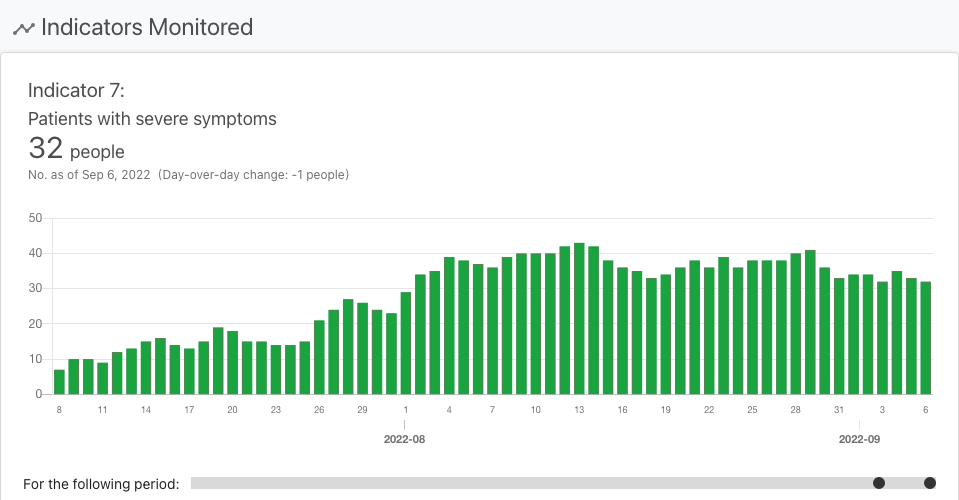 Indicators Monitored
Indicator 7:
Patients with severe symptoms
32 people
No. as of Sep 6, 2022 (Day-over-day change: -1 people)
50
40
30
20
10
0
8 11 14 17 20 23 26 29 1 4 7 10 13 16 19 22 25 28 31 3 6
2022-08 2022-09
For the following period: